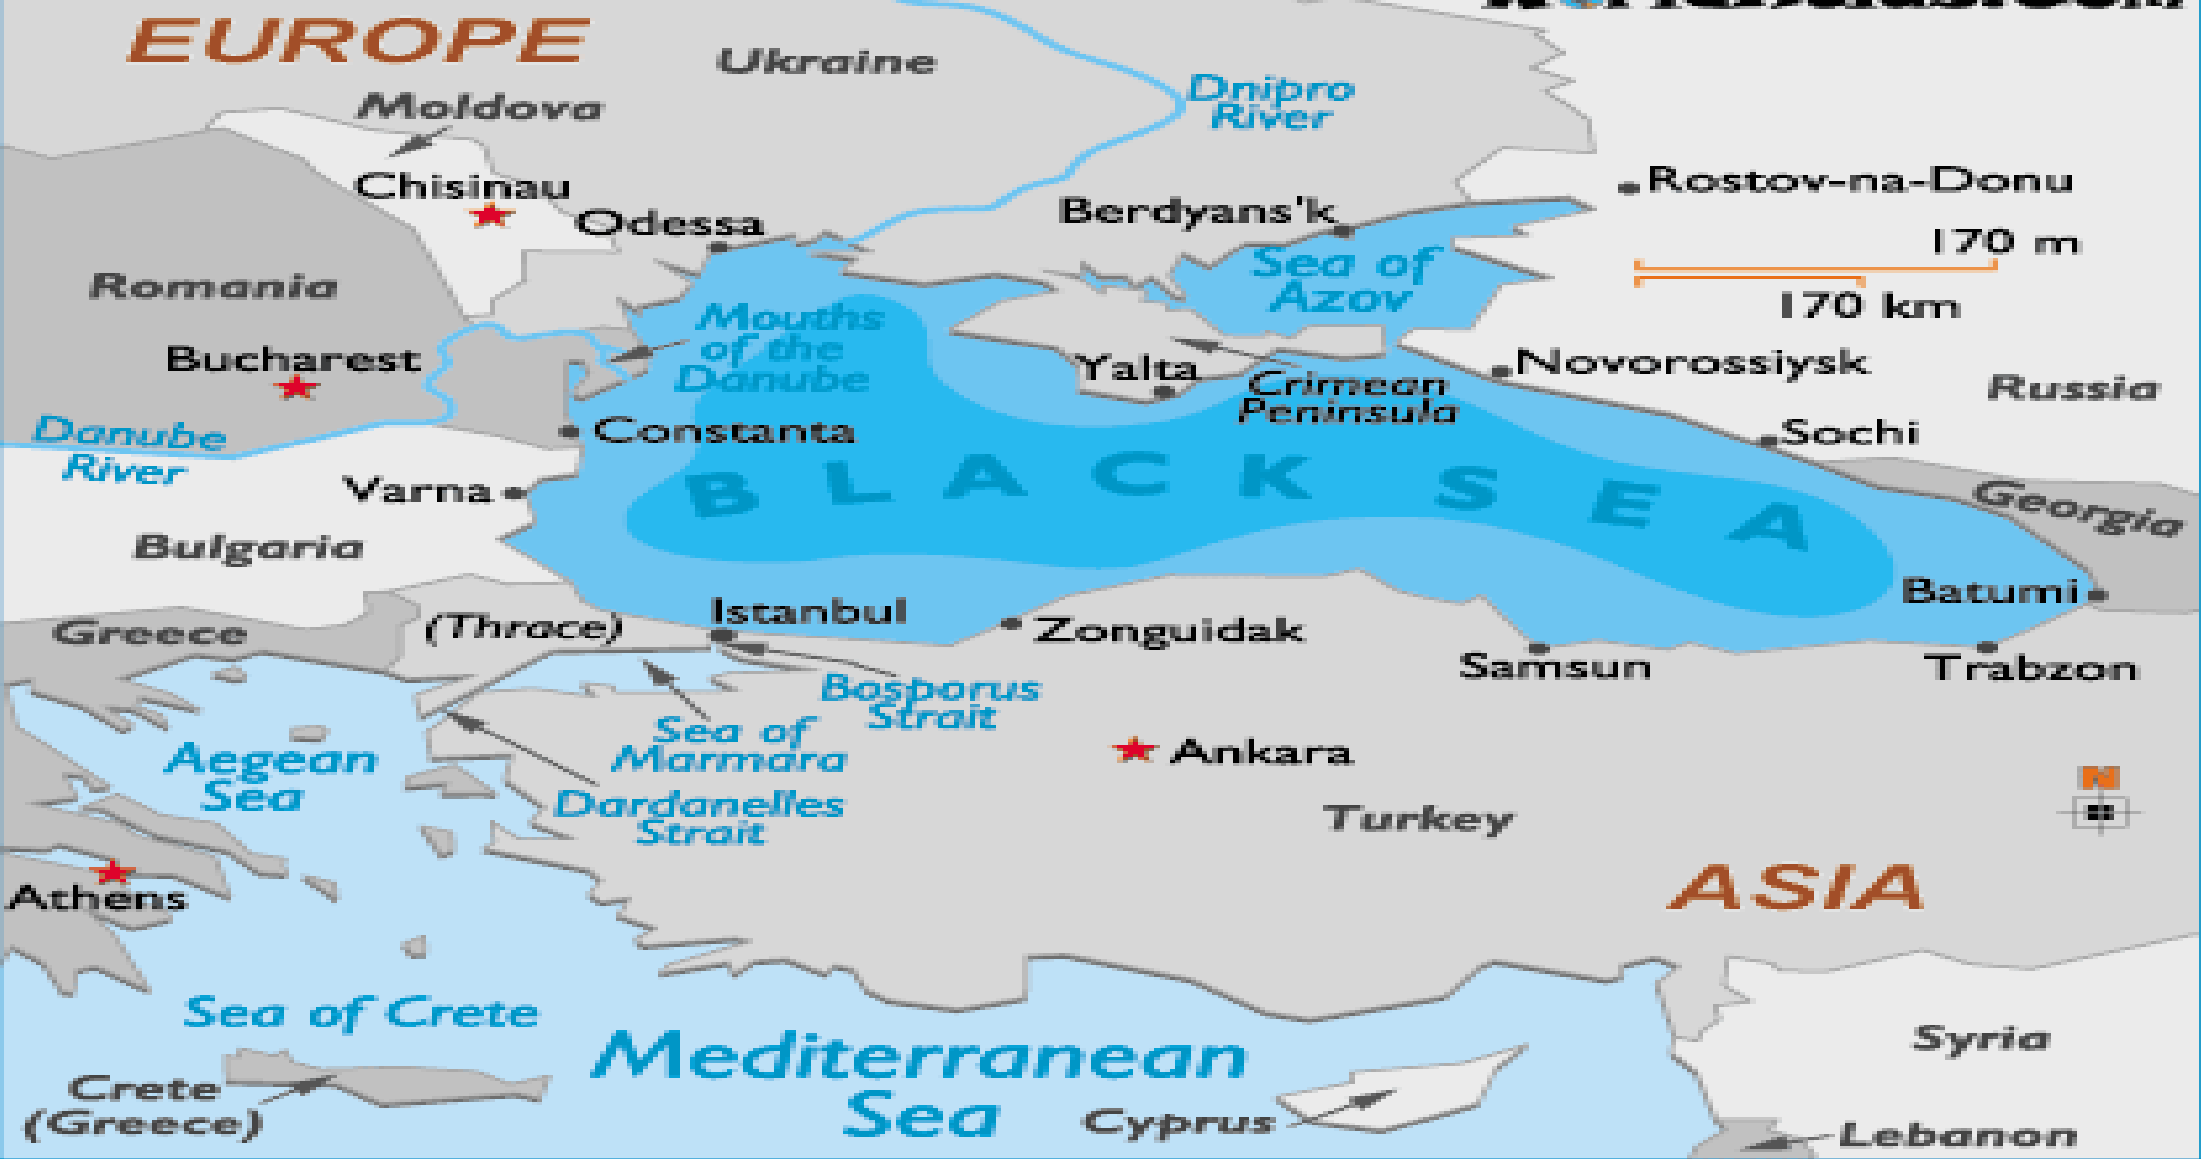 EUROPE
Ukraine
Moldova
Dnipro
River
Chisinau
Rostov-na-Donu
Odessa
Berdyans'k
170 m
Sea of
Azov
Romania
170 km
Mouths
of the
Danube
Bucharest
Yalta
Novorossiysk
Crimean
Peninsula
Russia
Danube
River
Constanta
Sochi
Varna
BLACK SEA
Georgia
Bulgaria
Batumi
Istanbul
(Thrace)
Greece
Zonguidak
Samsun
Trabzon
Bosporus
Strait
Sea of
Marmara
Aegean
Sea
Ankara
N
Dardanelles
Strait
Turkey
ASIA
Athens
Sea of Crete
Mediterranean
Sea
Syria
Crete
(Greece)
Cyprus
Lebanon